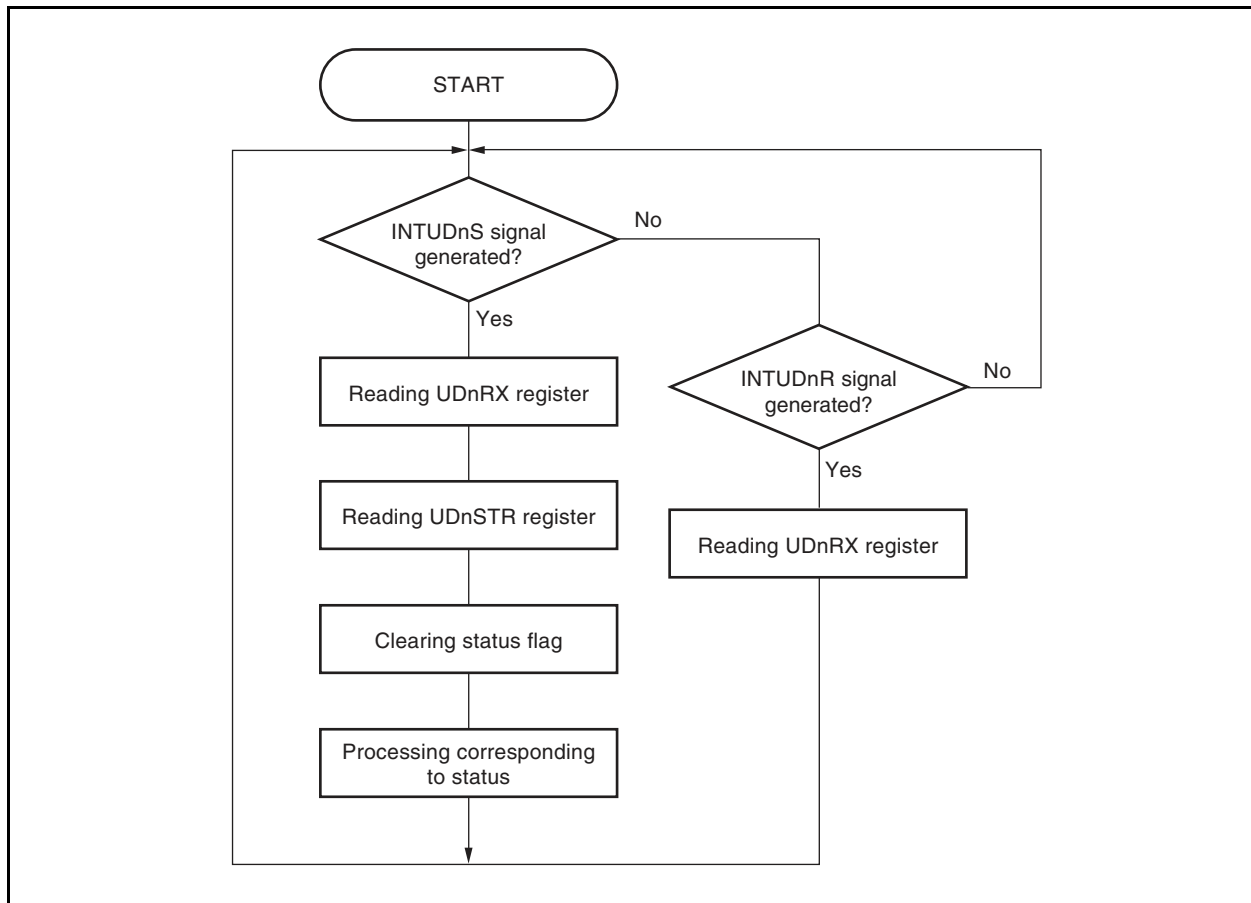 START
INTUDnS signal
generated?
No
Yes
INTUDnR signal
generated?
No
Yes
Reading UDnRX register
Reading UDnSTR register
Reading UDnRX register
Clearing status flag
Processing corresponding
to status